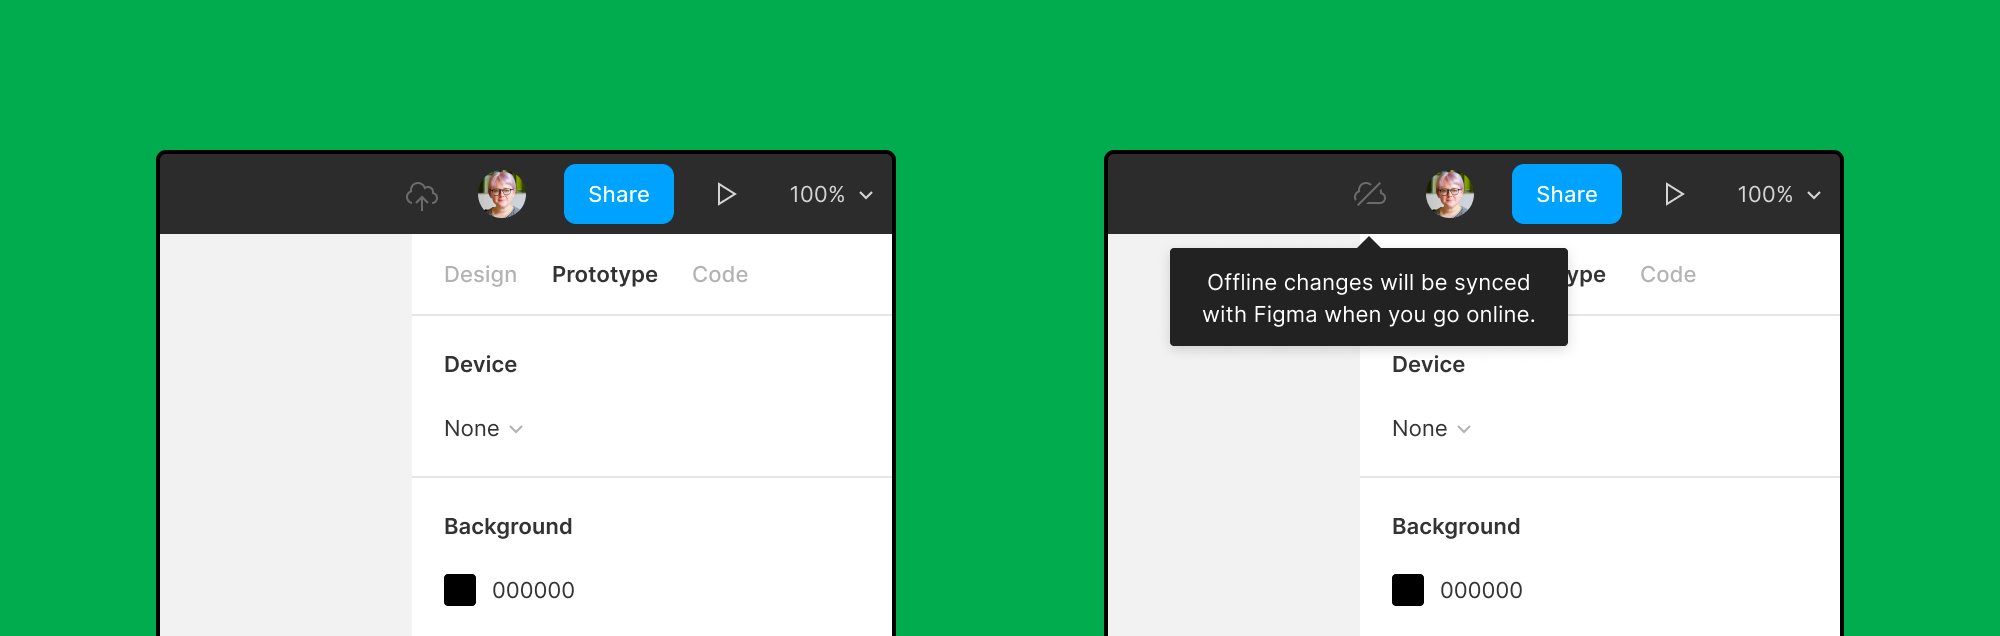 Share
100%
Design Prototype Code
Device
None
Background
000000
Share
100%
Offline changes will be synced
with Figma when you go online.
ype Code
Device
None
Background
000000